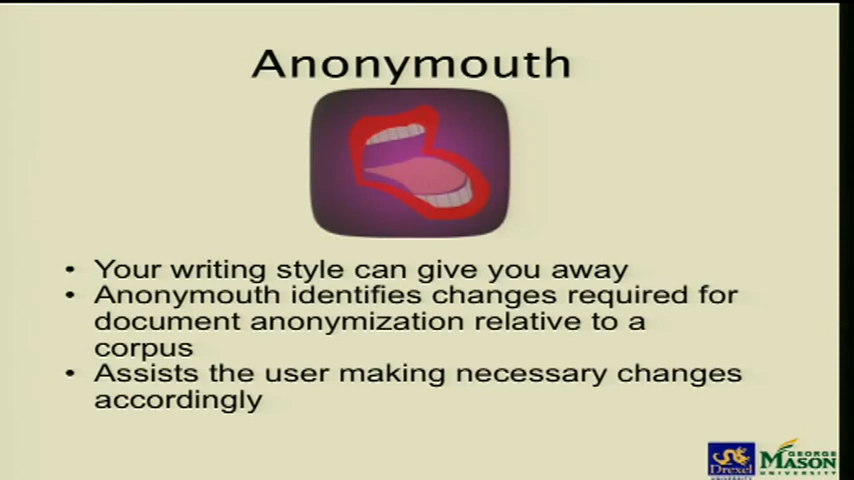 Anonymouth
• Your writing style can give you away
• Anonymouth identifies changes required for
document anonymization relative to a
corpus
• Assists the user making necessary changes
accordingly
Drexel
UNIVERSITY
GEORGE
MASON
UNIVERSITY